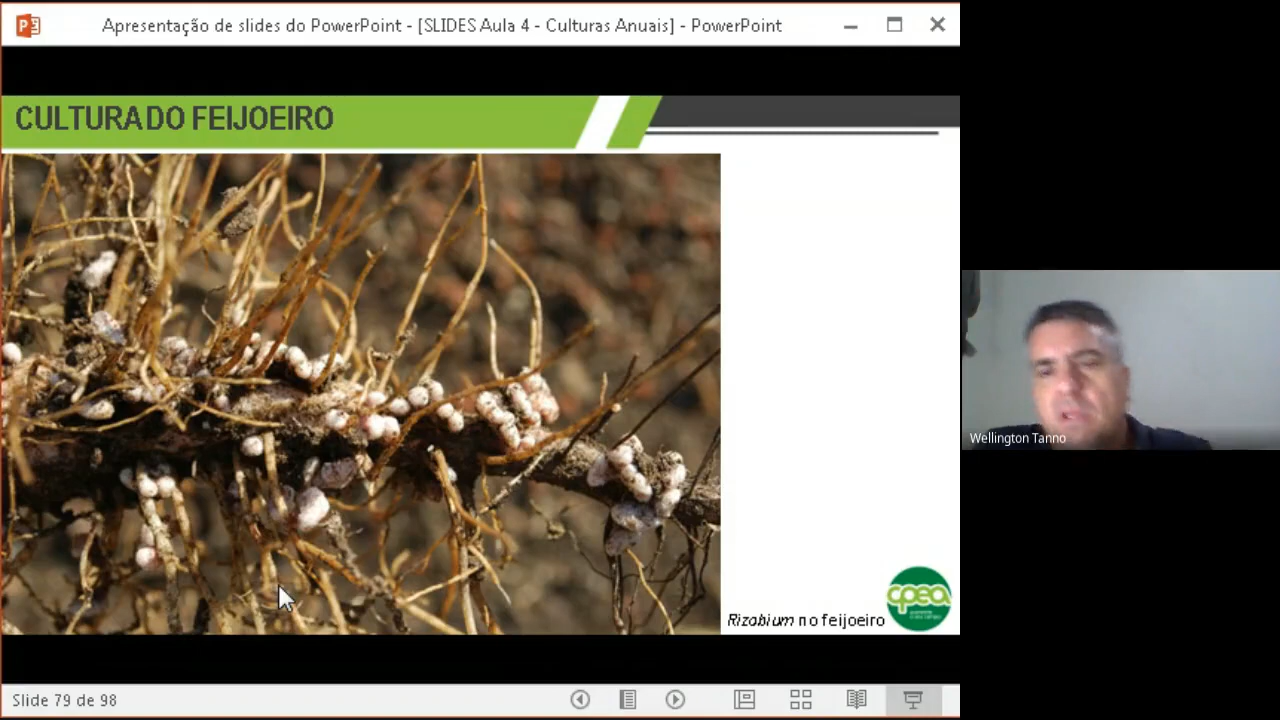 Apresentação de slides do PowerPoint - [SLIDES Aula 4 - Culturas Anuais] - PowerPoint
CULTURA DO FEIJOEIRO
Wellington Tanno
cpea
Rizobium no feijoeiro
Slide 79 de 98